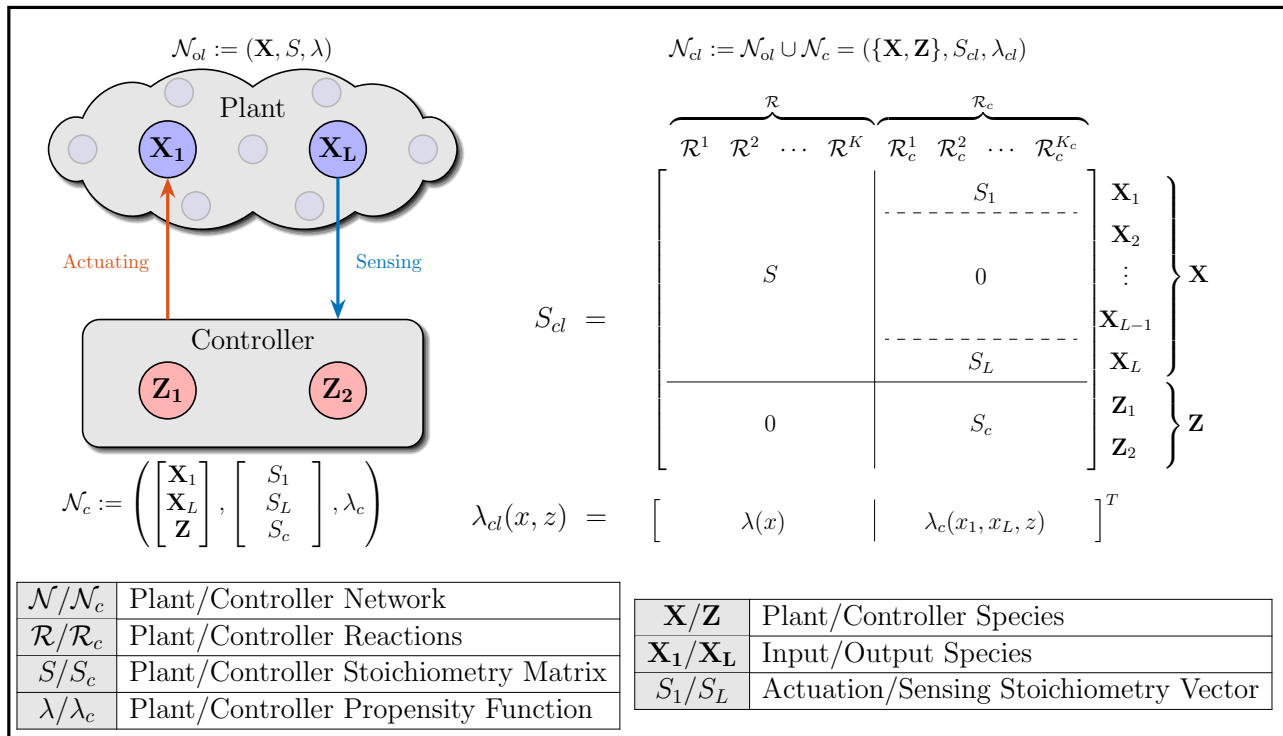 𝒩_ol := (𝐗, S, λ)
Plant
𝐗₁ 𝐗_L
Actuating Sensing
Controller
𝐙₁ 𝐙₂
𝒩_c := ( [𝐗₁ 𝐗_L 𝐙], [S₁ S_L S_c], λ_c )
𝒩_cl := 𝒩_ol ∪ 𝒩_c = ({𝐗, 𝐙}, S_cl, λ_cl)
ℛ ℛ_c
ℛ¹ ℛ² ⋯ ℛ^K ℛ_c¹ ℛ_c² ⋯ ℛ_c^{K_c}
S₁ 𝐗₁
𝐗₂
S 0 ⋮ 𝐗
S_cl = 𝐗_{L−1}
S_L 𝐗_L
𝐙₁
0 S_c 𝐙
𝐙₂
λ_cl(x, z) = [ λ(x) | λ_c(x₁, x_L, z) ]^T
𝒩/𝒩_c Plant/Controller Network
ℛ/ℛ_c Plant/Controller Reactions
S/S_c Plant/Controller Stoichiometry Matrix
λ/λ_c Plant/Controller Propensity Function
𝐗/𝐙 Plant/Controller Species
𝐗₁/𝐗_L Input/Output Species
S₁/S_L Actuation/Sensing Stoichiometry Vector